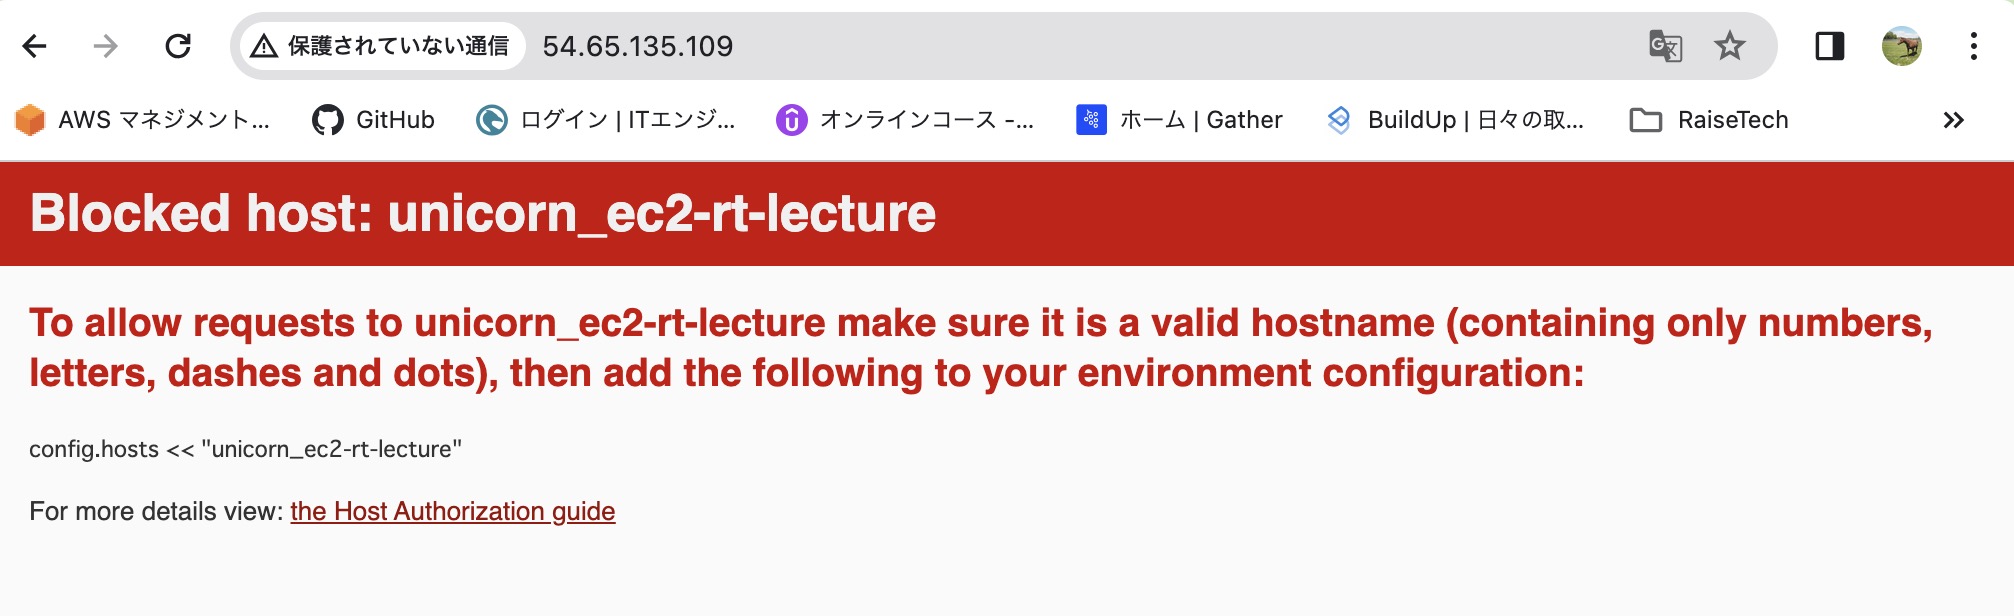 保護されていない通信 54.65.135.109
AWS マネジメント... GitHub ログイン | ITエンジ... オンラインコース -... ホーム | Gather BuildUp | 日々の取... RaiseTech »
Blocked host: unicorn_ec2-rt-lecture
To allow requests to unicorn_ec2-rt-lecture make sure it is a valid hostname (containing only numbers,
letters, dashes and dots), then add the following to your environment configuration:
config.hosts << "unicorn_ec2-rt-lecture"
For more details view: the Host Authorization guide